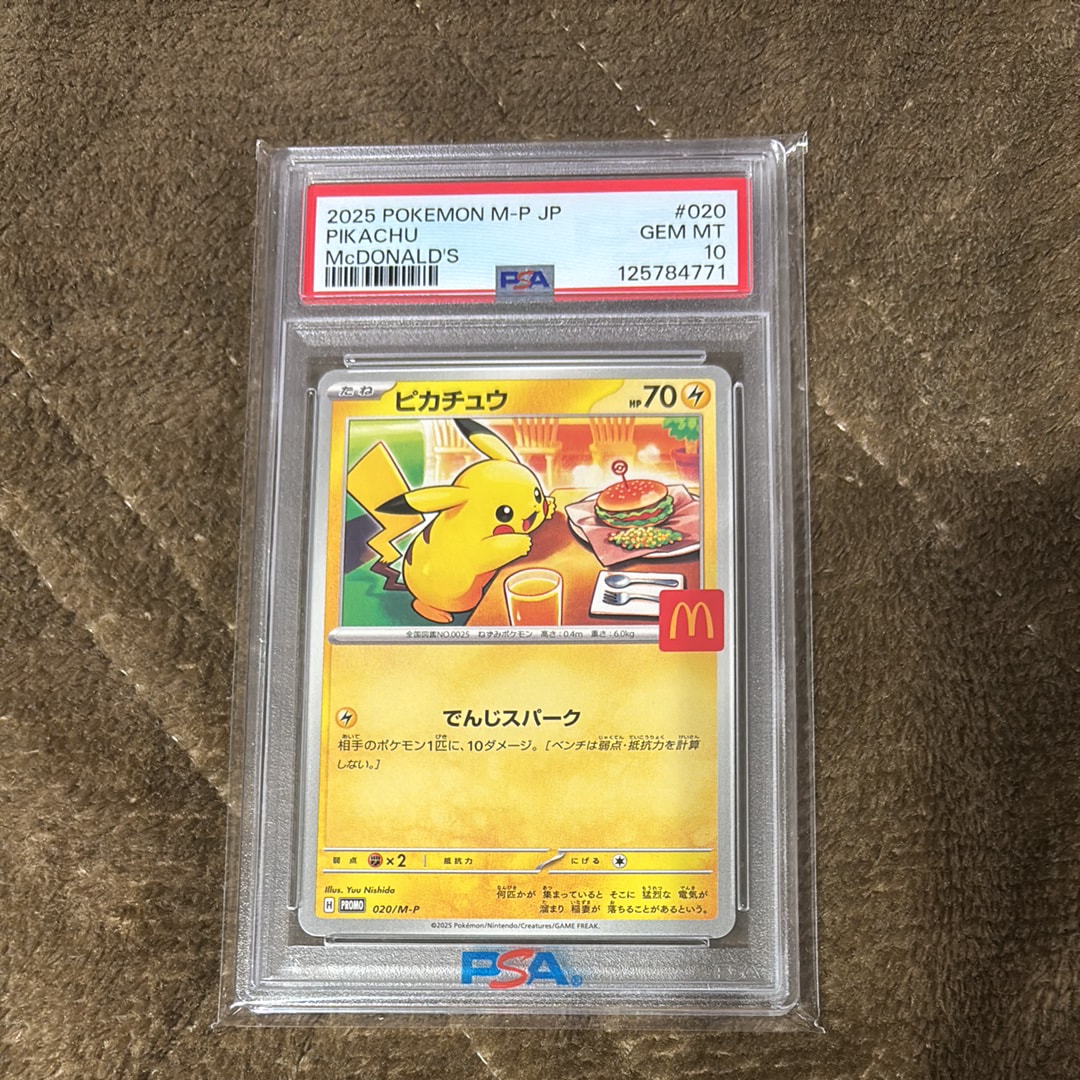 2025 POKEMON M-P JP #020
PIKACHU GEM MT
McDONALD'S 10
PSA 125784771
たね ピカチュウ HP70
全国図鑑NO.0025 ねずみポケモン 高さ:0.4m 重さ:6.0kg
M
でんじスパーク
相手のポケモン1匹に、10ダメージ。[ベンチは弱点・抵抗力を計算
しない。]
弱点 ×2 抵抗力 にげる
Illus. Yuu Nishida
何匹かが 集まっていると そこに 猛烈な 電気が
溜まり 稲妻が 落ちることがあるという。
H PROMO 020/M-P
©2025 Pokémon/Nintendo/Creatures/GAME FREAK.
PSA®